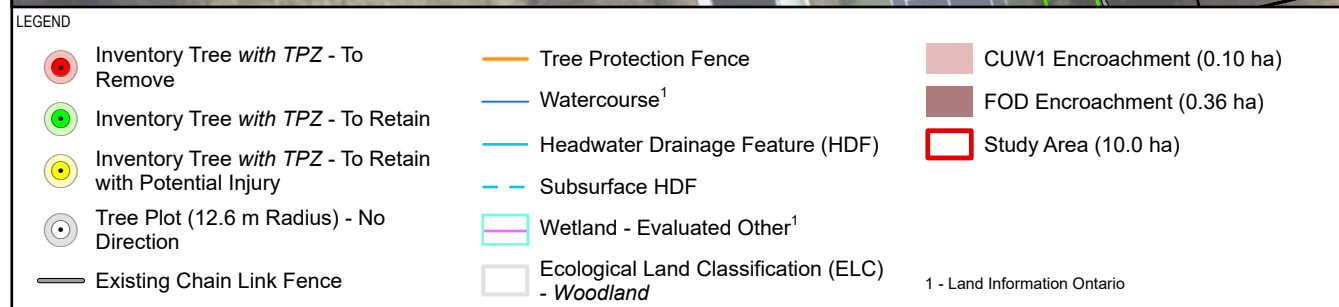 LEGEND
Inventory Tree with TPZ - To
Remove
Inventory Tree with TPZ - To Retain
Inventory Tree with TPZ - To Retain
with Potential Injury
Tree Plot (12.6 m Radius) - No
Direction
Existing Chain Link Fence
Tree Protection Fence
Watercourse1
Headwater Drainage Feature (HDF)
Subsurface HDF
Wetland - Evaluated Other1
Ecological Land Classification (ELC)
- Woodland
CUW1 Encroachment (0.10 ha)
FOD Encroachment (0.36 ha)
Study Area (10.0 ha)
1 - Land Information Ontario